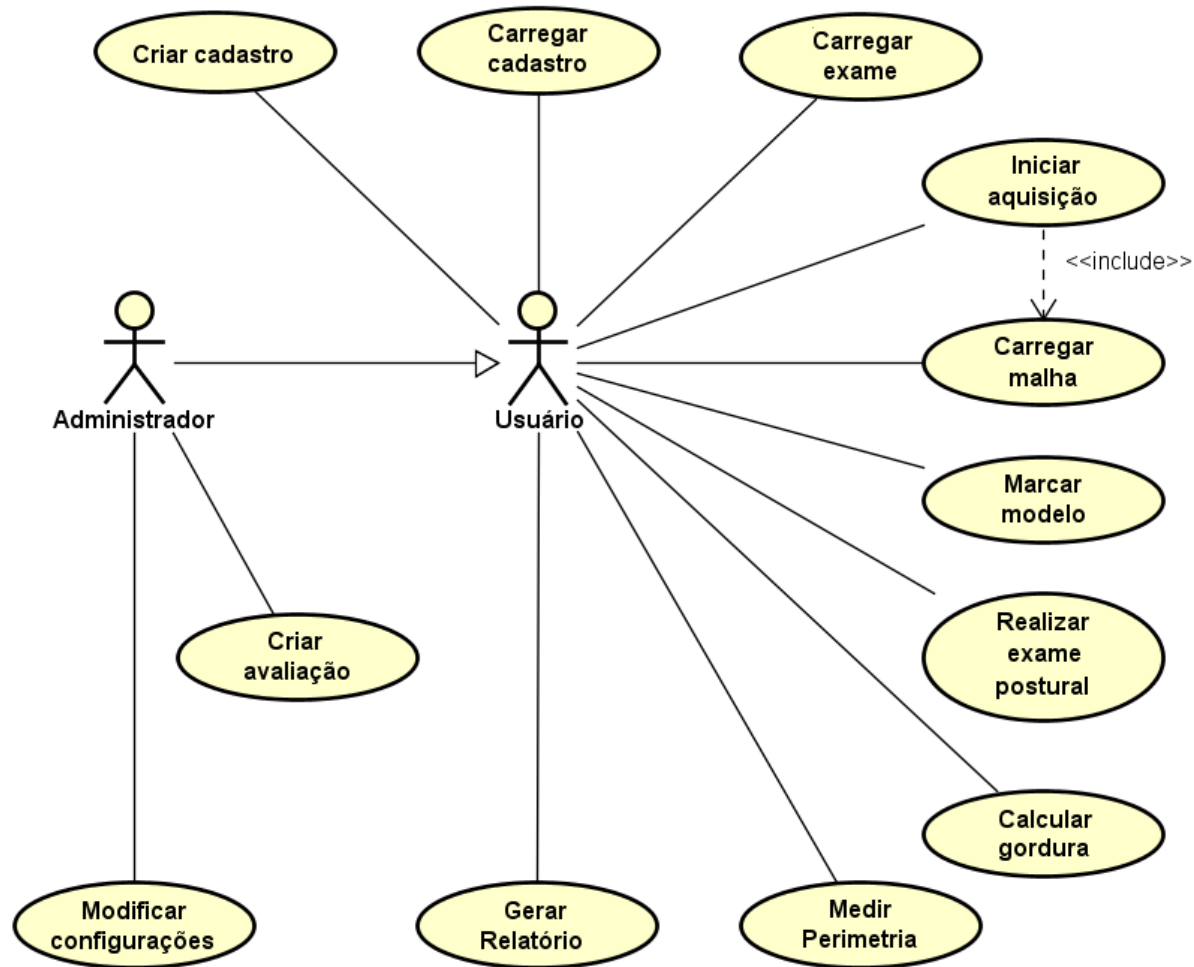 Criar cadastro
Carregar
cadastro
Carregar
exame
Iniciar
aquisição
<<include>>
Carregar
malha
Administrador
Usuário
Marcar
modelo
Realizar
exame
postural
Criar
avaliação
Calcular
gordura
Modificar
configurações
Gerar
Relatório
Medir
Perimetria